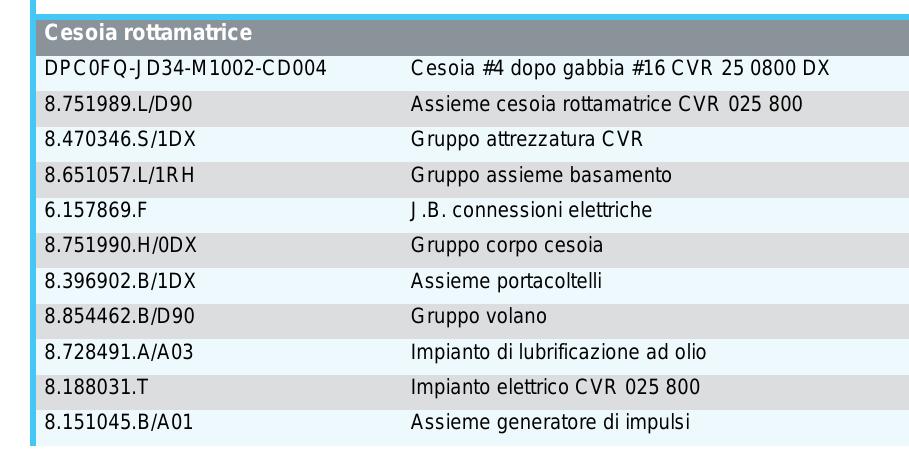 Cesoia rottamatrice
DPC0FQ-JD34-M1002-CD004 Cesoia #4 dopo gabbia #16 CVR 25 0800 DX
8.751989.L/D90 Assieme cesoia rottamatrice CVR 025 800
8.470346.S/1DX Gruppo attrezzatura CVR
8.651057.L/1RH Gruppo assieme basamento
6.157869.F J.B. connessioni elettriche
8.751990.H/0DX Gruppo corpo cesoia
8.396902.B/1DX Assieme portacoltelli
8.854462.B/D90 Gruppo volano
8.728491.A/A03 Impianto di lubrificazione ad olio
8.188031.T Impianto elettrico CVR 025 800
8.151045.B/A01 Assieme generatore di impulsi